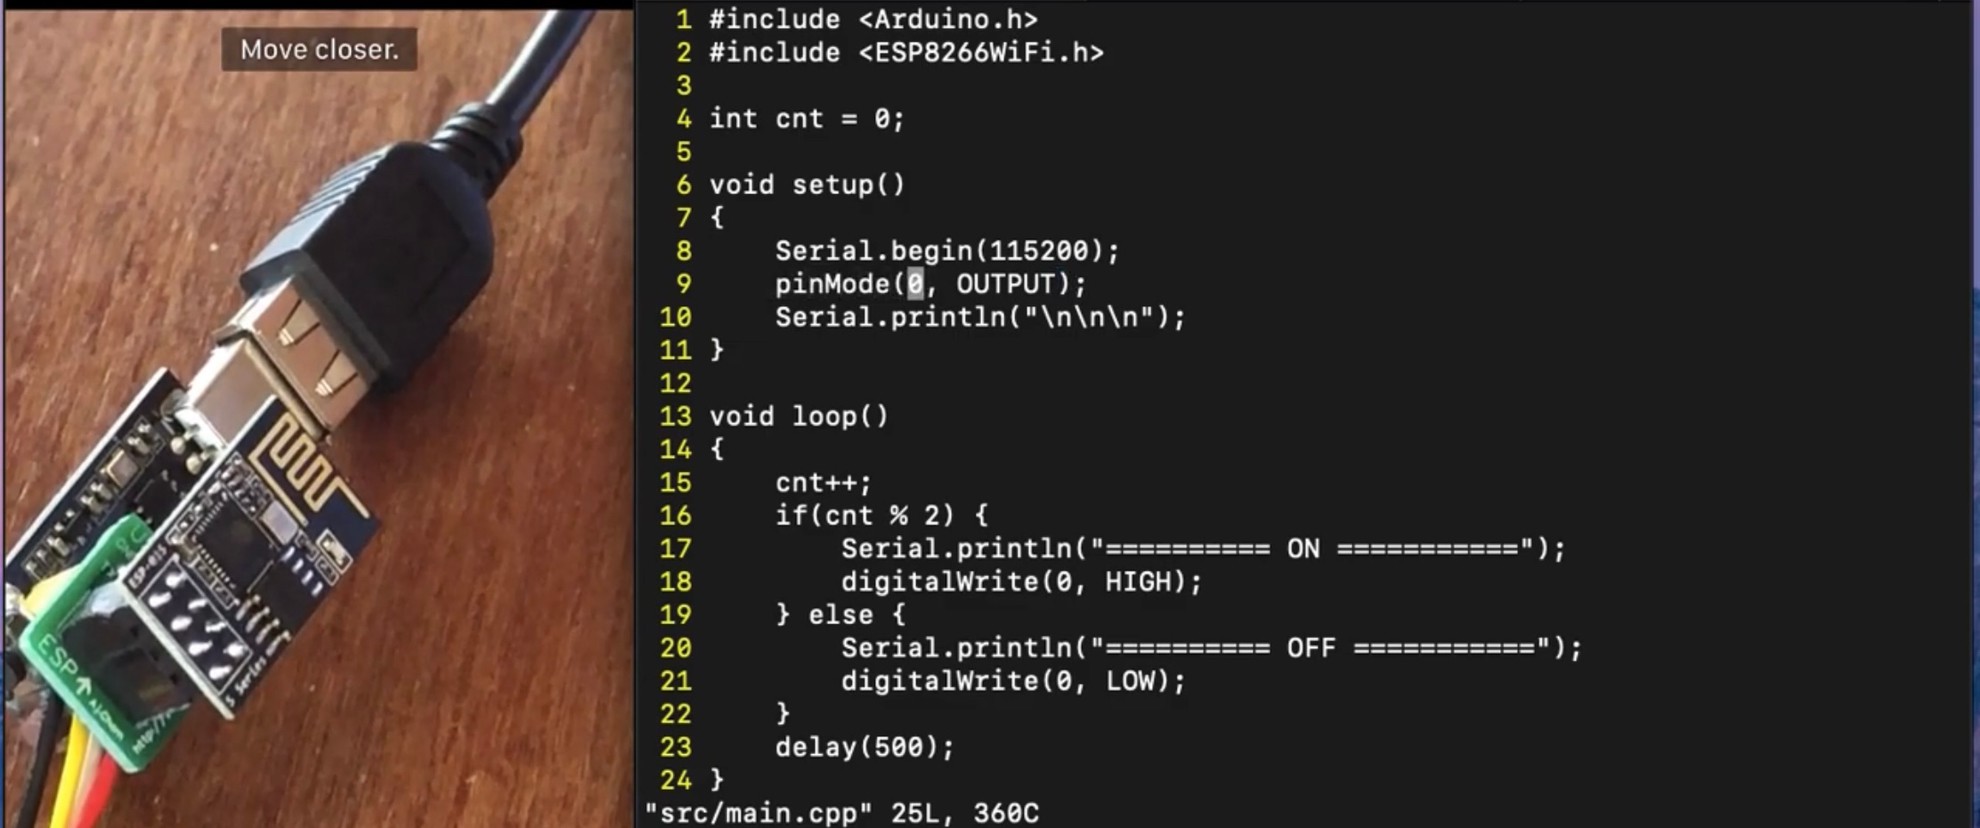 Move closer.
ESP-01S
ESP
http://
S Series
1 #include <Arduino.h>
2 #include <ESP8266WiFi.h>
3
4 int cnt = 0;
5
6 void setup()
7 {
8     Serial.begin(115200);
9     pinMode(0, OUTPUT);
10     Serial.println("\n\n\n");
11 }
12
13 void loop()
14 {
15     cnt++;
16     if(cnt % 2) {
17         Serial.println("========== ON ===========");
18         digitalWrite(0, HIGH);
19     } else {
20         Serial.println("========== OFF ===========");
21         digitalWrite(0, LOW);
22     }
23     delay(500);
24 }
"src/main.cpp" 25L, 360C